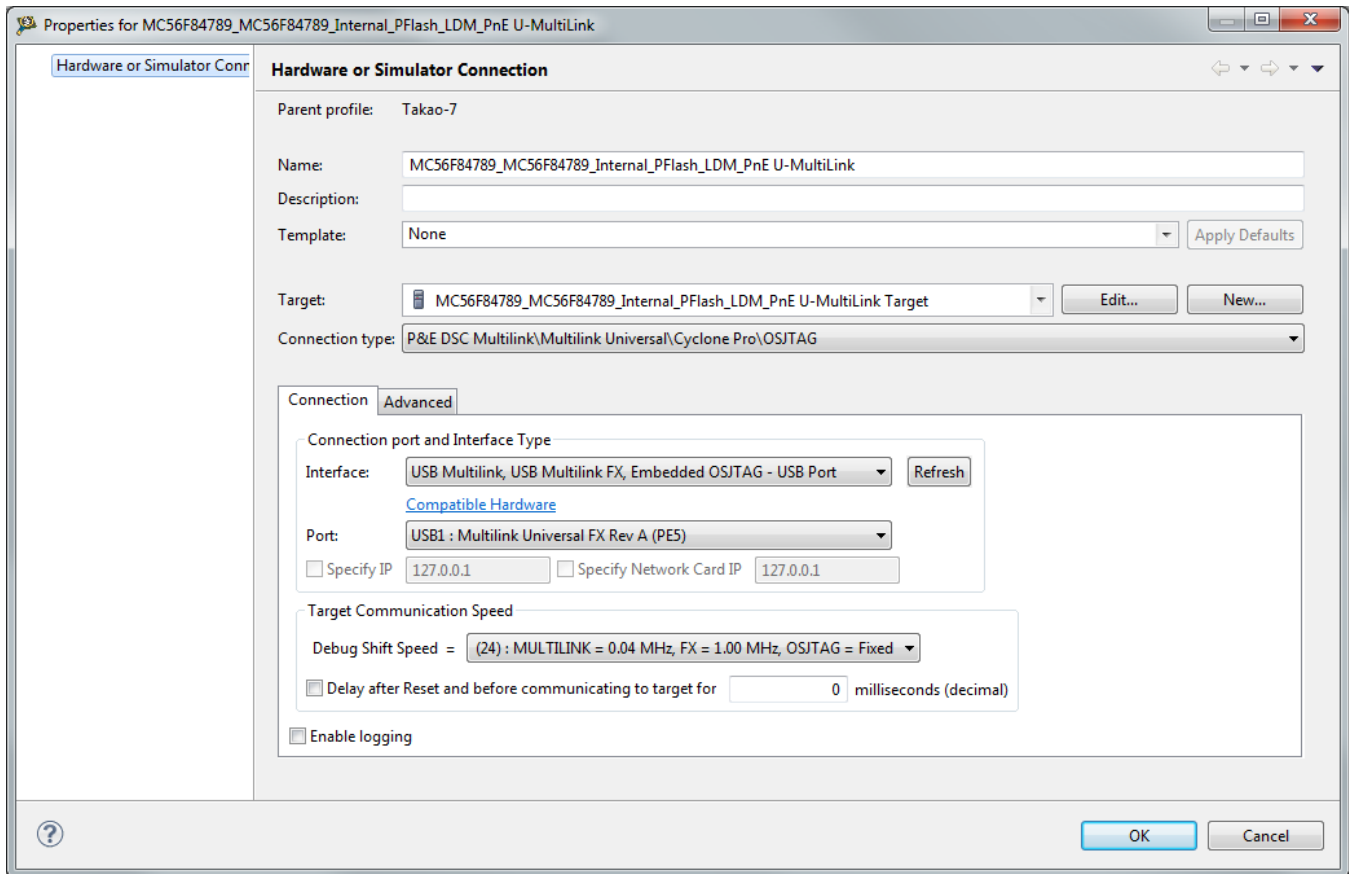 Properties for MC56F84789_MC56F84789_Internal_PFlash_LDM_PnE U-MultiLink
Hardware or Simulator Conn
Hardware or Simulator Connection
Parent profile: Takao-7
Name: MC56F84789_MC56F84789_Internal_PFlash_LDM_PnE U-MultiLink
Description:
Template: None Apply Defaults
Target: MC56F84789_MC56F84789_Internal_PFlash_LDM_PnE U-MultiLink Target Edit... New...
Connection type: P&E DSC Multilink\Multilink Universal\Cyclone Pro\OSJTAG
Connection Advanced
Connection port and Interface Type
Interface: USB Multilink, USB Multilink FX, Embedded OSJTAG - USB Port Refresh
Compatible Hardware
Port: USB1 : Multilink Universal FX Rev A (PE5)
Specify IP 127.0.0.1 Specify Network Card IP 127.0.0.1
Target Communication Speed
Debug Shift Speed = (24) : MULTILINK = 0.04 MHz, FX = 1.00 MHz, OSJTAG = Fixed
Delay after Reset and before communicating to target for 0 milliseconds (decimal)
Enable logging
? OK Cancel